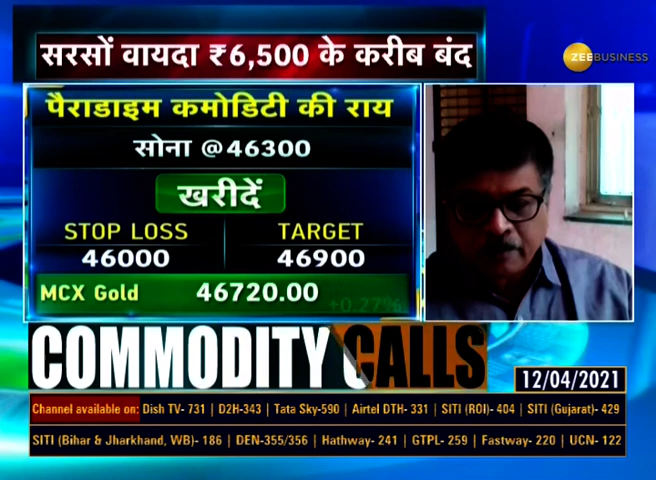 सरसों वायदा ₹6,500 के करीब बंद
ZEE BUSINESS
पैराडाइम कमोडिटी की राय
सोना @46300
खरीदें
STOP LOSS TARGET
46000 46900
MCX Gold 46720.00 +0.27%
COMMODITY CALLS
12/04/2021
Channel available on: Dish TV- 731 | D2H-343 | Tata Sky-590 | Airtel DTH- 331 | SITI (ROI)- 404 | SITI (Gujarat)- 429
SITI (Bihar & Jharkhand, WB)- 186 | DEN-355/356 | Hathway- 241 | GTPL- 259 | Fastway- 220 | UCN- 122